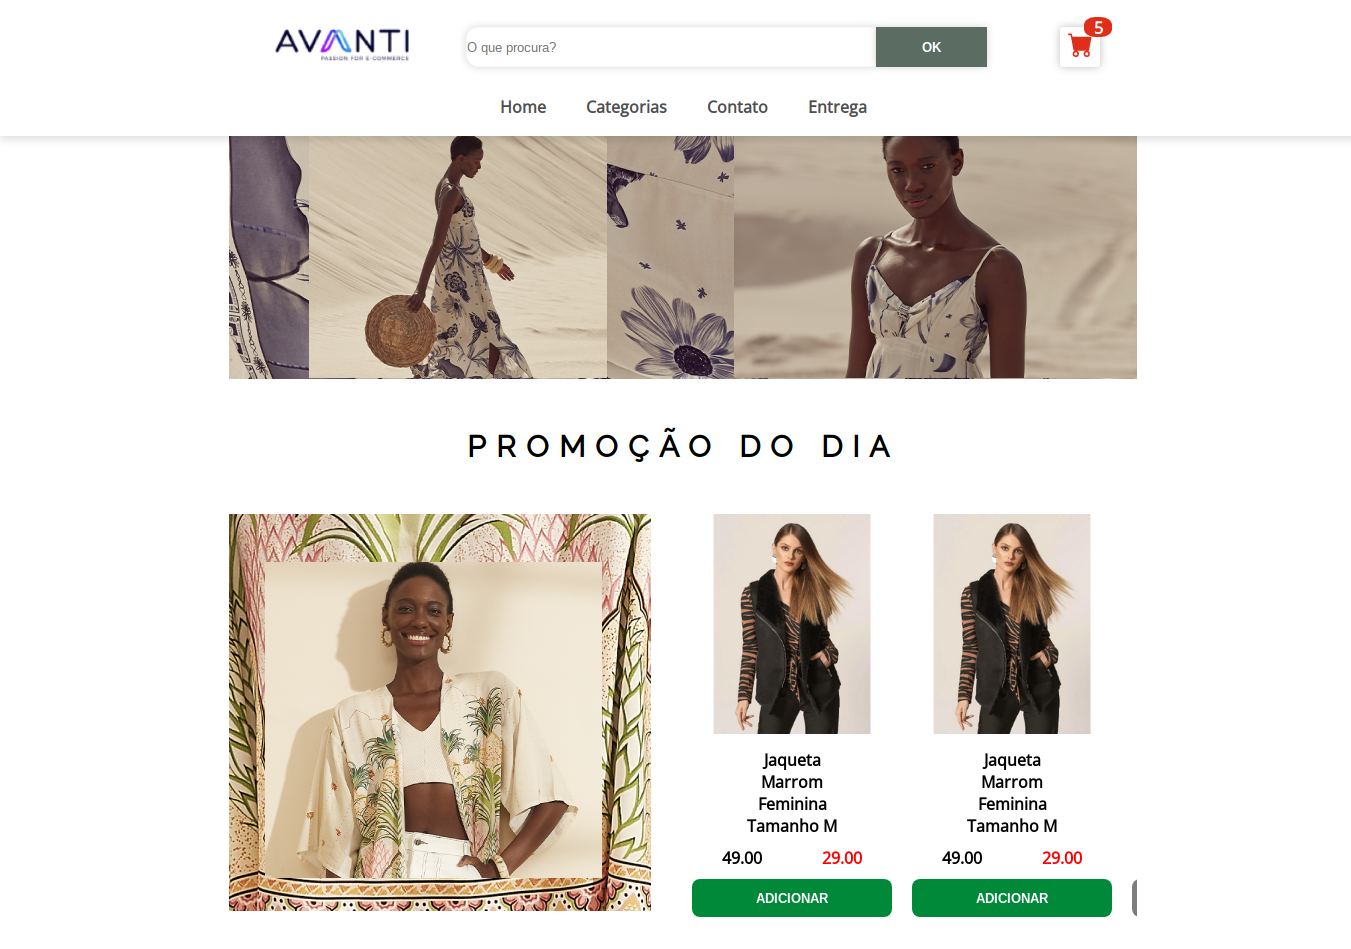 AVANTI
PASSION FOR E-COMMERCE
O que procura?
OK
5
Home
Categorias
Contato
Entrega
PROMOÇÃO DO DIA
Jaqueta
Marrom
Feminina
Tamanho M
49.00
29.00
ADICIONAR
Jaqueta
Marrom
Feminina
Tamanho M
49.00
29.00
ADICIONAR